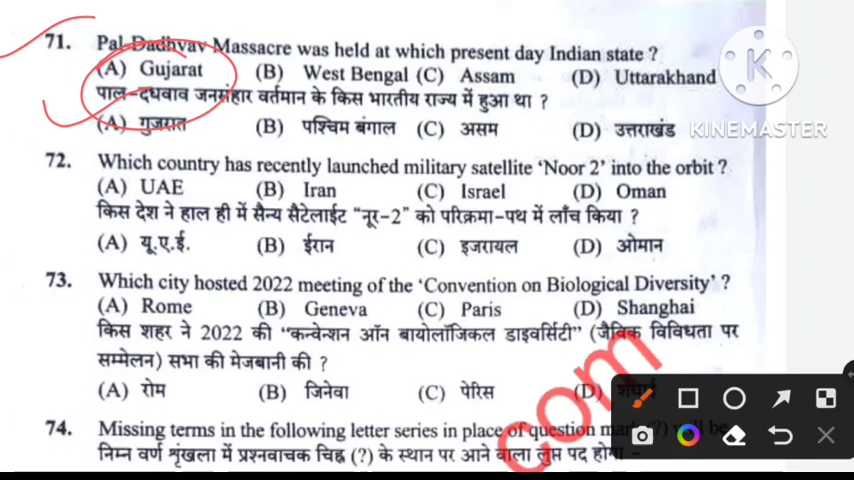 71. Pal-Dadhvav Massacre was held at which present day Indian state ?
(A) Gujarat (B) West Bengal (C) Assam (D) Uttarakhand
पाल-दधवाव जनसंहार वर्तमान के किस भारतीय राज्य में हुआ था ?
(A) गुजरात (B) पश्चिम बंगाल (C) असम (D) उत्तराखंड
K
KINEMASTER
72. Which country has recently launched military satellite ‘Noor 2’ into the orbit ?
(A) UAE (B) Iran (C) Israel (D) Oman
किस देश ने हाल ही में सैन्य सैटेलाईट “नूर-2” को परिक्रमा-पथ में लाँच किया ?
(A) यू.ए.ई. (B) ईरान (C) इजरायल (D) ओमान
73. Which city hosted 2022 meeting of the ‘Convention on Biological Diversity’ ?
(A) Rome (B) Geneva (C) Paris (D) Shanghai
किस शहर ने 2022 की “कन्वेन्शन ऑन बायोलॉजिकल डाइवर्सिटी” (जैविक विविधता पर
सम्मेलन) सभा की मेजबानी की ?
(A) रोम (B) जिनेवा (C) पेरिस (D)
74. Missing terms in the following letter series in place of question mark (?) will be
निम्न वर्ण श्रृंखला में प्रश्नवाचक चिह्न (?) के स्थान पर आने वाला लुप्त पद होगा -
com